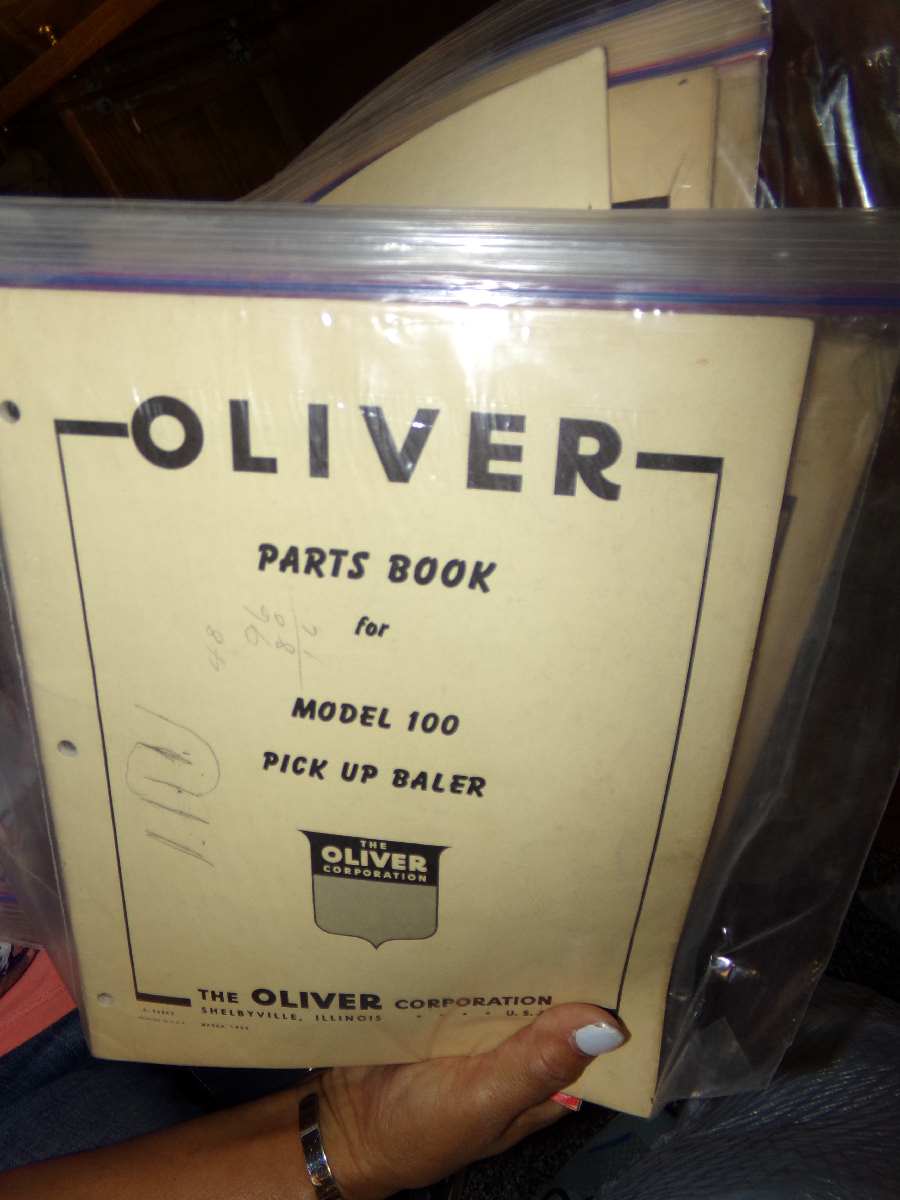 OLIVER
PARTS BOOK
for
MODEL 100
PICK UP BALER
THE
OLIVER
CORPORATION
THE OLIVER CORPORATION
SHELBYVILLE, ILLINOIS
U.S.